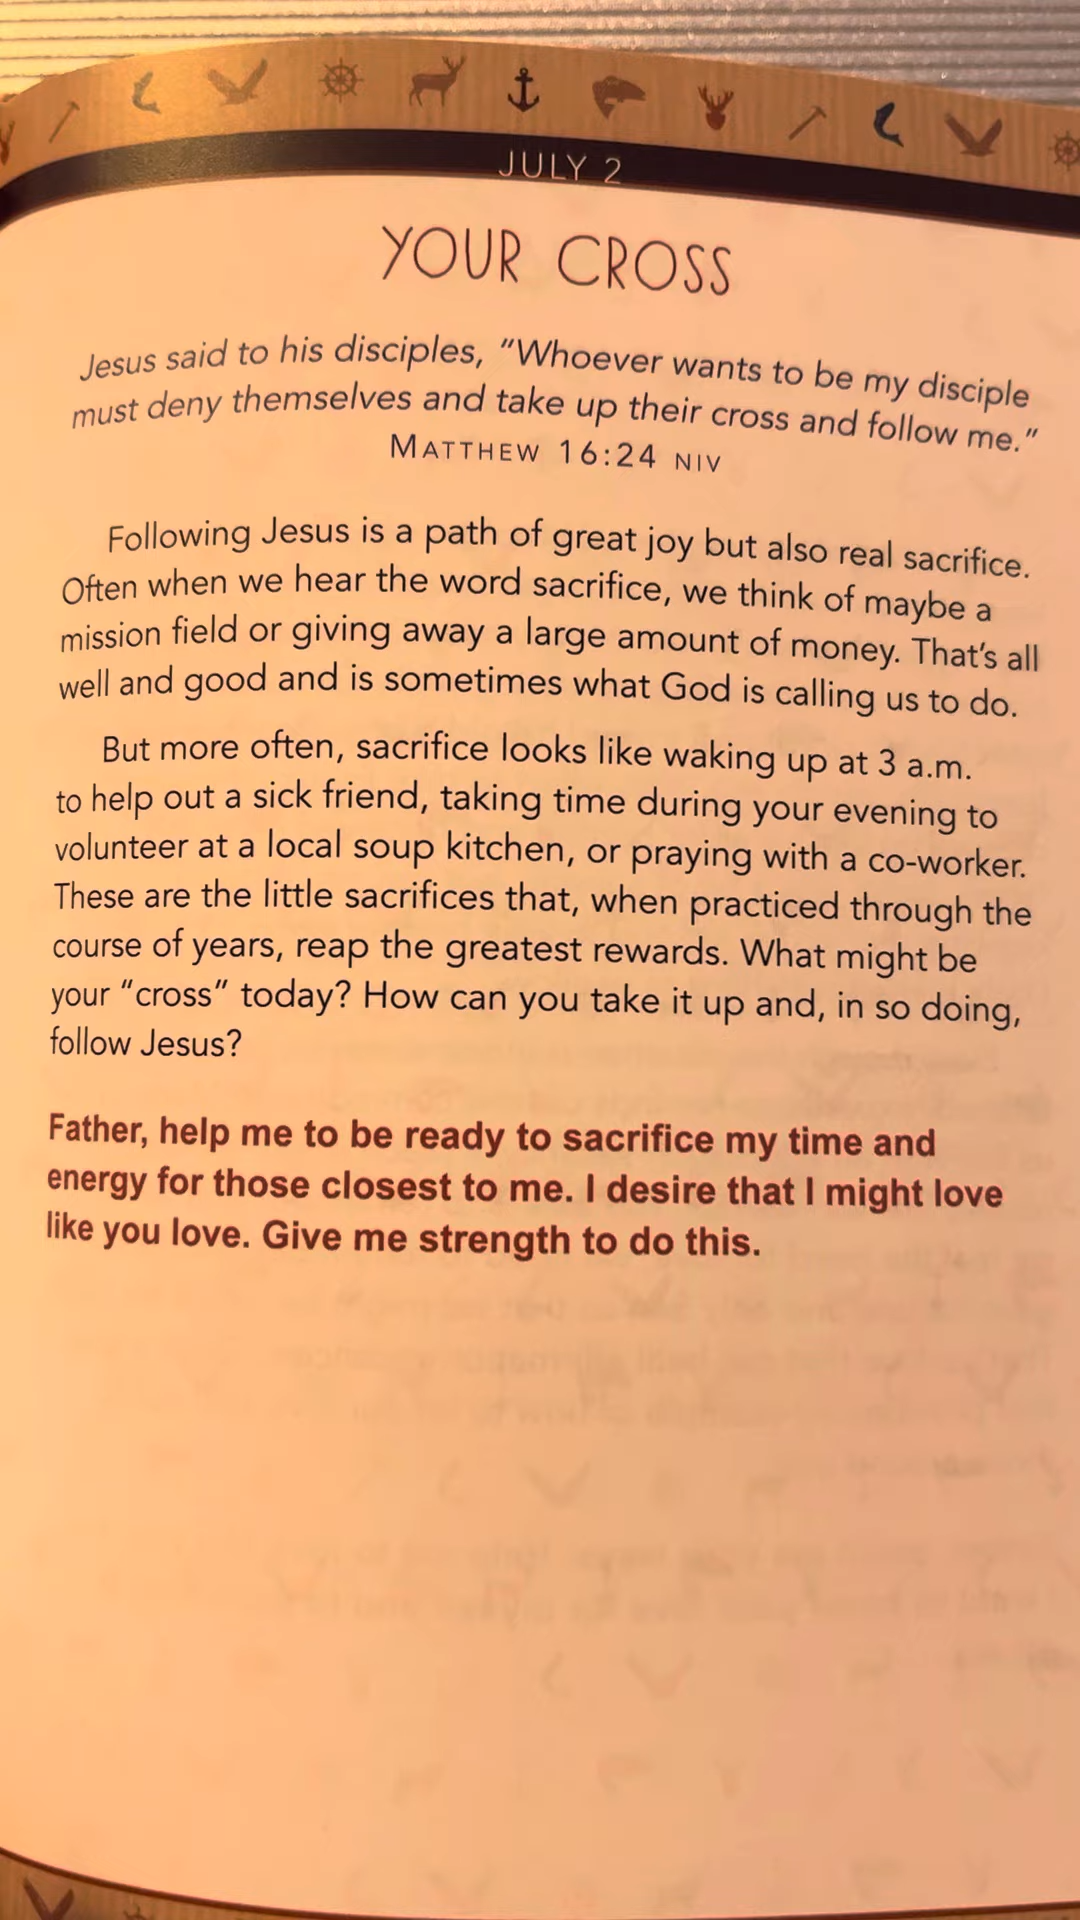 JULY 2
YOUR CROSS
Jesus said to his disciples, “Whoever wants to be my disciple
must deny themselves and take up their cross and follow me.”
MATTHEW 16:24 NIV
Following Jesus is a path of great joy but also real sacrifice.
Often when we hear the word sacrifice, we think of maybe a
mission field or giving away a large amount of money. That’s all
well and good and is sometimes what God is calling us to do.
But more often, sacrifice looks like waking up at 3 a.m.
to help out a sick friend, taking time during your evening to
volunteer at a local soup kitchen, or praying with a co-worker.
These are the little sacrifices that, when practiced through the
course of years, reap the greatest rewards. What might be
your “cross” today? How can you take it up and, in so doing,
follow Jesus?
Father, help me to be ready to sacrifice my time and
energy for those closest to me. I desire that I might love
like you love. Give me strength to do this.